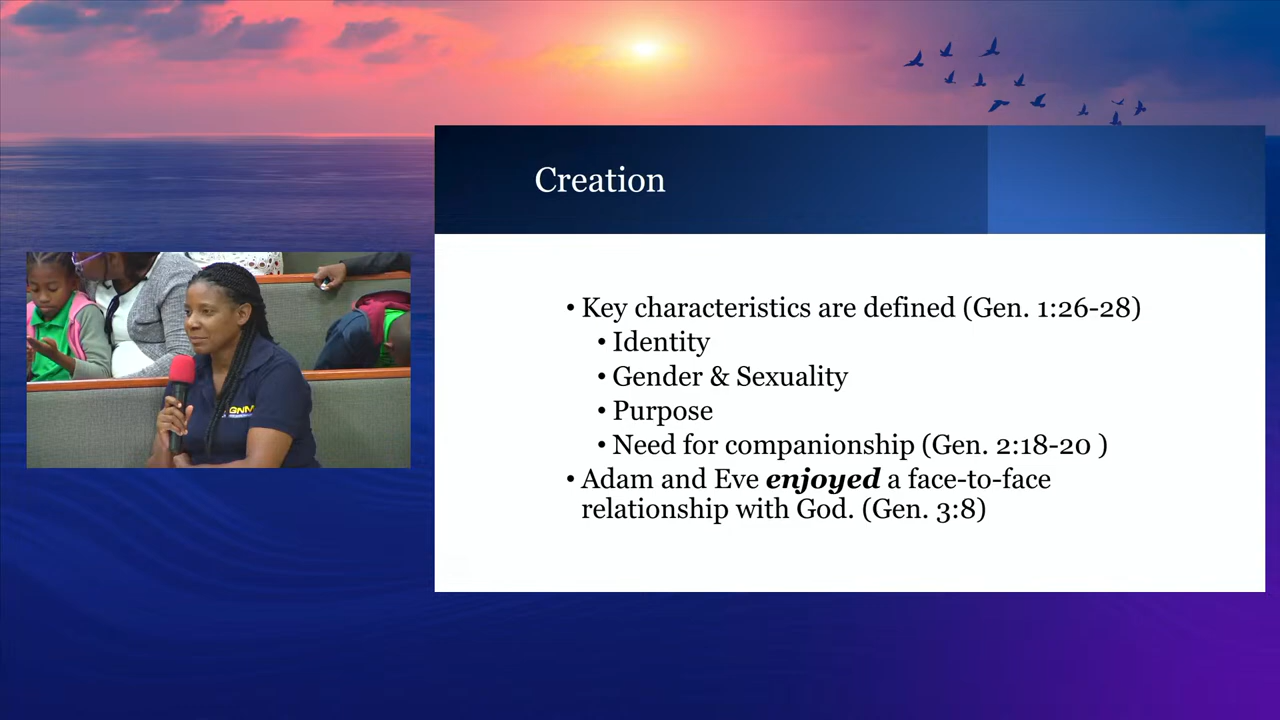 Creation
• Key characteristics are defined (Gen. 1:26-28)
• Identity
• Gender & Sexuality
• Purpose
• Need for companionship (Gen. 2:18-20 )
• Adam and Eve enjoyed a face-to-face
relationship with God. (Gen. 3:8)
GNM